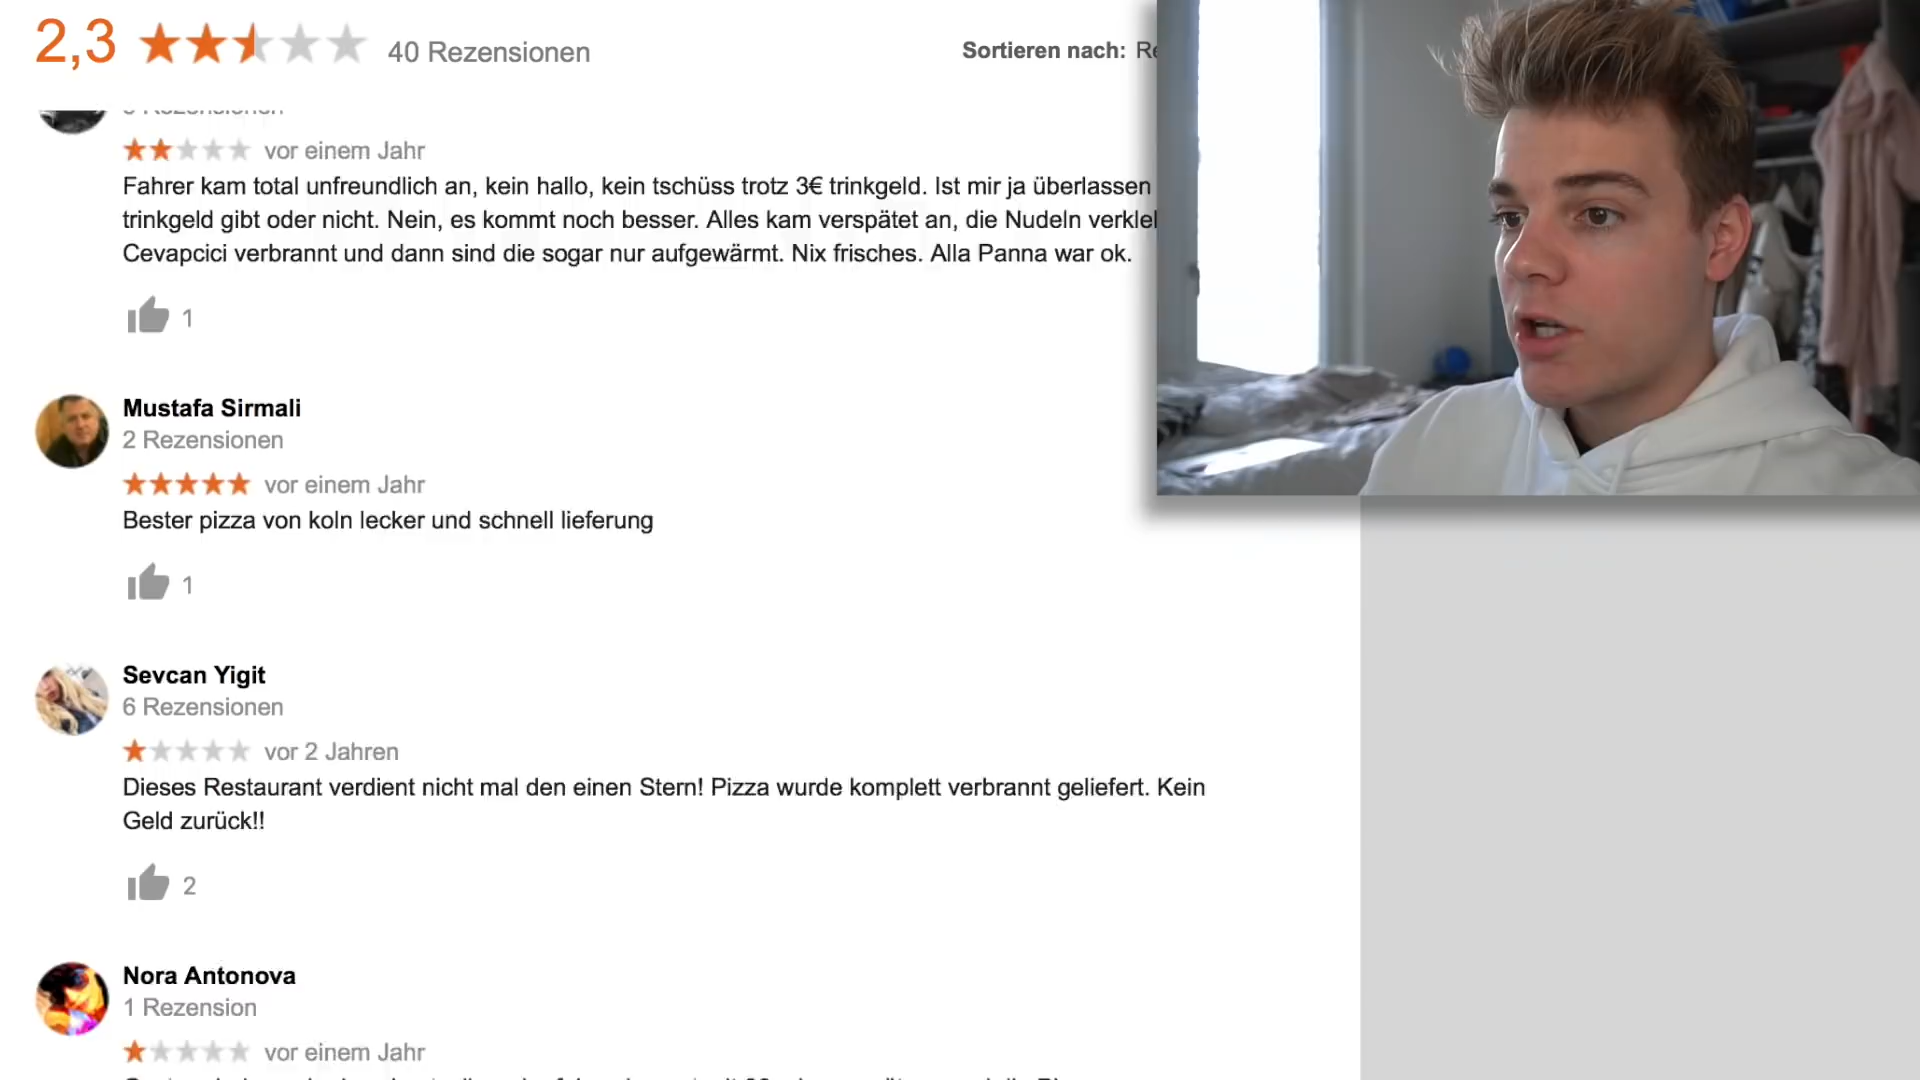 2,3 40 Rezensionen Sortieren nach:
Rezensionen
vor einem Jahr
Fahrer kam total unfreundlich an, kein hallo, kein tschüss trotz 3€ trinkgeld. Ist mir ja überlassen
trinkgeld gibt oder nicht. Nein, es kommt noch besser. Alles kam verspätet an, die Nudeln
Cevapcici verbrannt und dann sind die sogar nur aufgewärmt. Nix frisches. Alla Panna war ok.
1
Mustafa Sirmali
2 Rezensionen
vor einem Jahr
Bester pizza von koln lecker und schnell lieferung
1
Sevcan Yigit
6 Rezensionen
vor 2 Jahren
Dieses Restaurant verdient nicht mal den einen Stern! Pizza wurde komplett verbrannt geliefert. Kein
Geld zurück!!
2
Nora Antonova
1 Rezension
vor einem Jahr